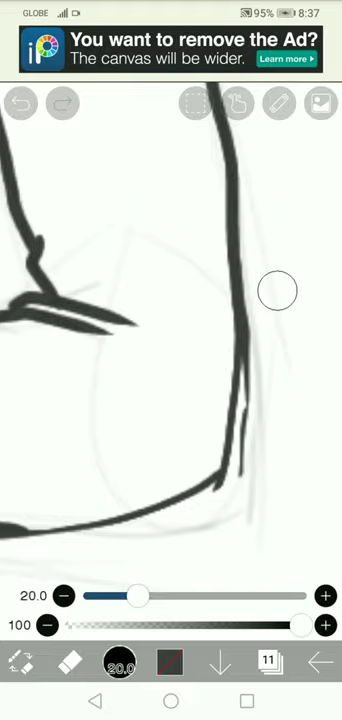 GLOBE 95% 8:37
You want to remove the Ad?
The canvas will be wider. Learn more
iP
20.0
100
20.0 11